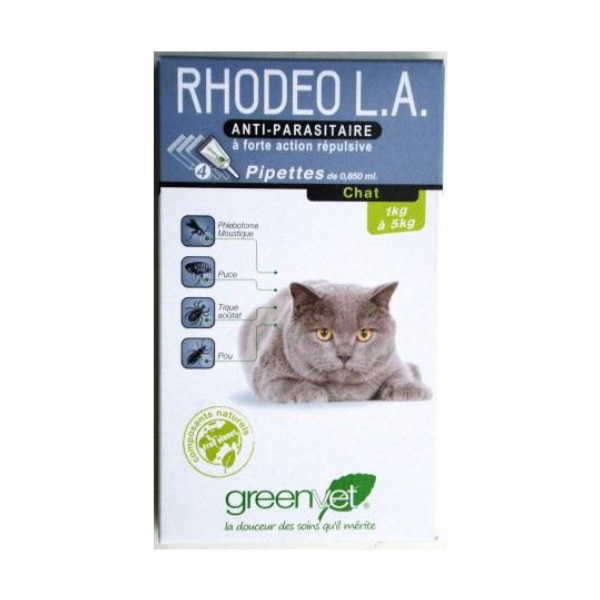 RHODEO L.A.
ANTI-PARASITAIRE
à forte action répulsive
4 Pipettes de 0,850 ml.
Chat
1kg
à 5kg
Phlebotome
Moustique
Puce
Tique
aoûtat
Pou
composants naturels
greenvet®
la douceur des soins qu'il mérite